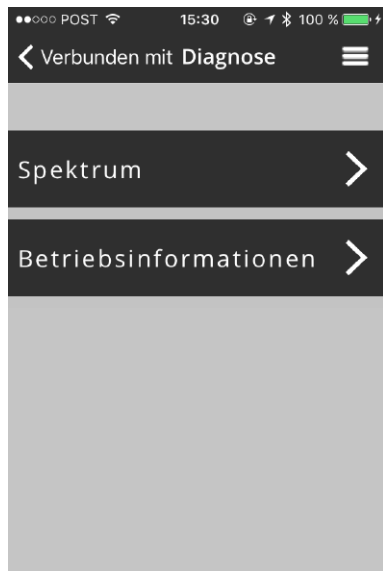 POST 15:30 100 %
Verbunden mit Diagnose
Spektrum
Betriebsinformationen